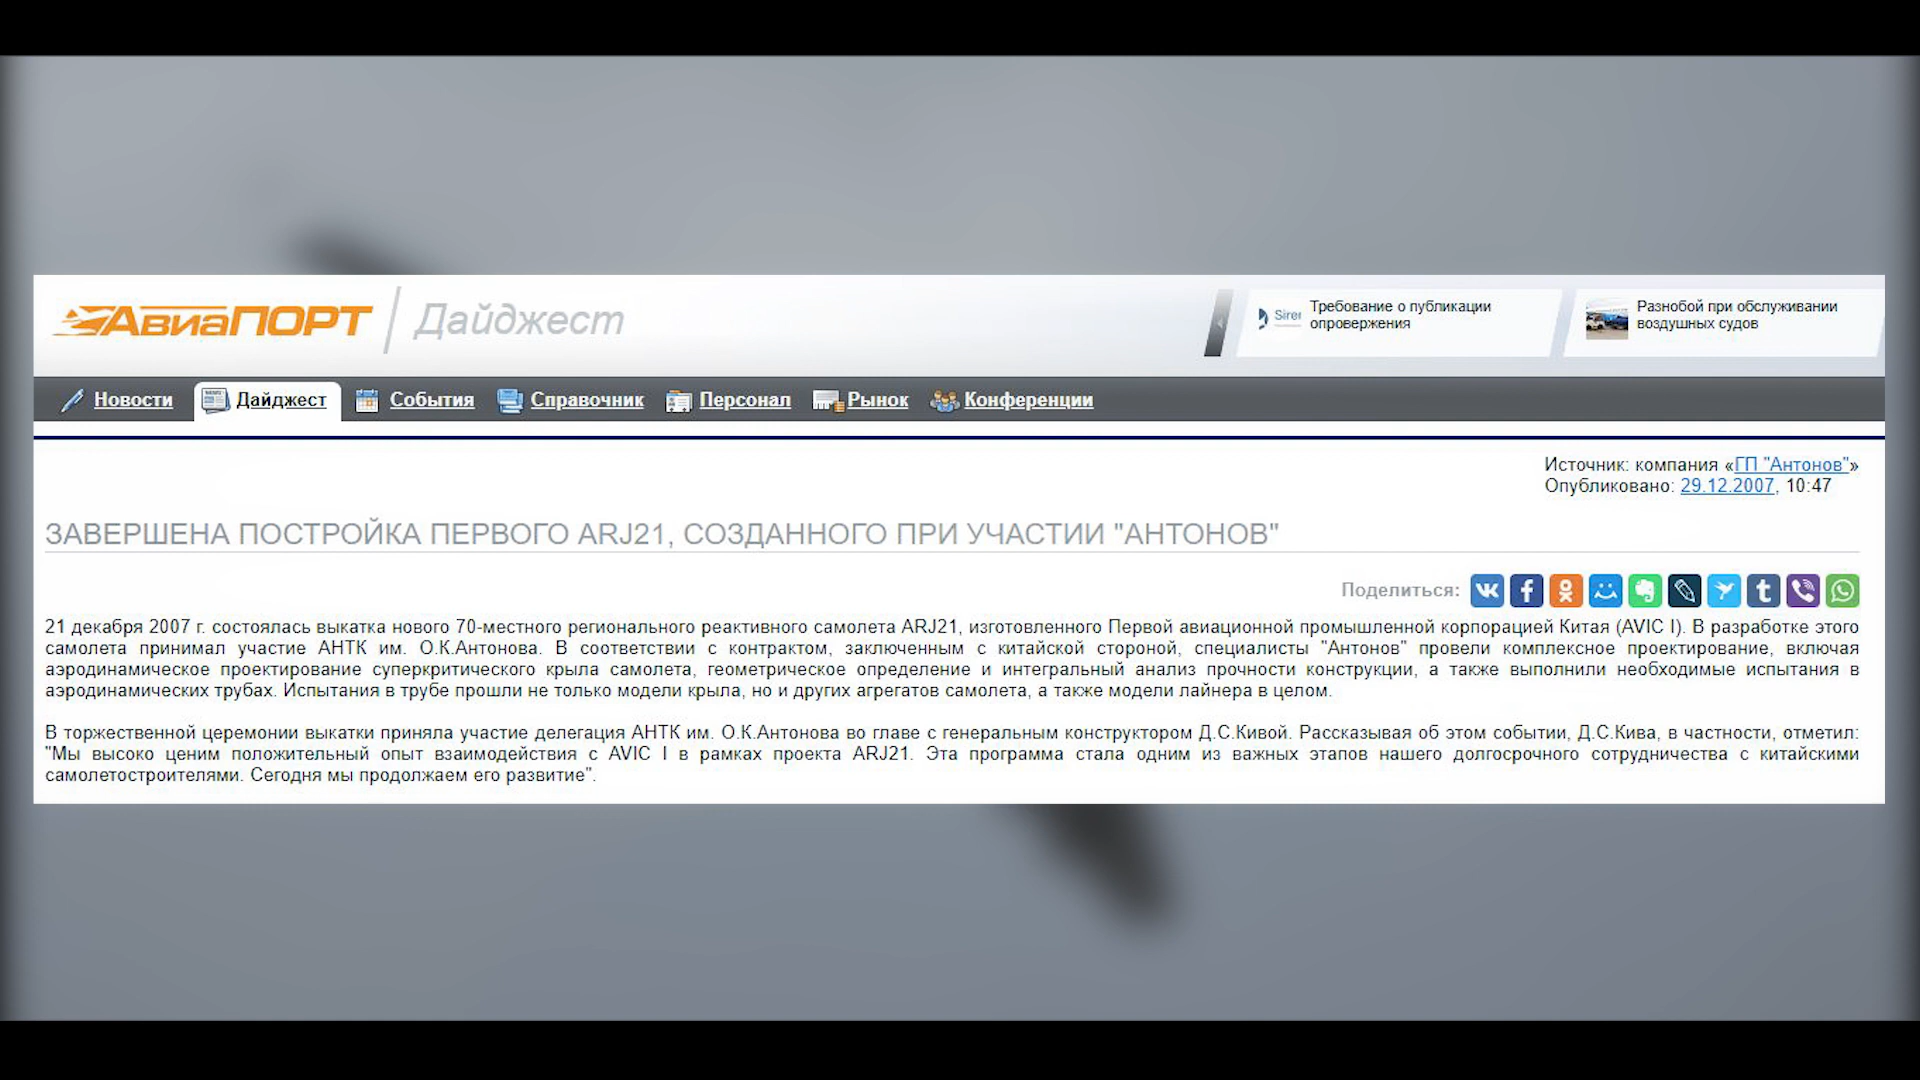 АвиаПОРТ Дайджест
Требование о публикации
опровержения
Разнобой при обслуживании
воздушных судов
Новости Дайджест События Справочник Персонал Рынок Конференции
Источник: компания «ГП "Антонов"»
Опубликовано: 29.12.2007, 10:47
ЗАВЕРШЕНА ПОСТРОЙКА ПЕРВОГО ARJ21, СОЗДАННОГО ПРИ УЧАСТИИ "АНТОНОВ"
Поделиться:
21 декабря 2007 г. состоялась выкатка нового 70-местного регионального реактивного самолета ARJ21, изготовленного Первой авиационной промышленной корпорацией Китая (AVIC I). В разработке этого
самолета принимал участие АНТК им. О.К.Антонова. В соответствии с контрактом, заключенным с китайской стороной, специалисты "Антонов" провели комплексное проектирование, включая
аэродинамическое проектирование суперкритического крыла самолета, геометрическое определение и интегральный анализ прочности конструкции, а также выполнили необходимые испытания в
аэродинамических трубах. Испытания в трубе прошли не только модели крыла, но и других агрегатов самолета, а также модели лайнера в целом.
В торжественной церемонии выкатки приняла участие делегация АНТК им. О.К.Антонова во главе с генеральным конструктором Д.С.Кивой. Рассказывая об этом событии, Д.С.Кива, в частности, отметил:
"Мы высоко ценим положительный опыт взаимодействия с AVIC I в рамках проекта ARJ21. Эта программа стала одним из важных этапов нашего долгосрочного сотрудничества с китайскими
самолетостроителями. Сегодня мы продолжаем его развитие".